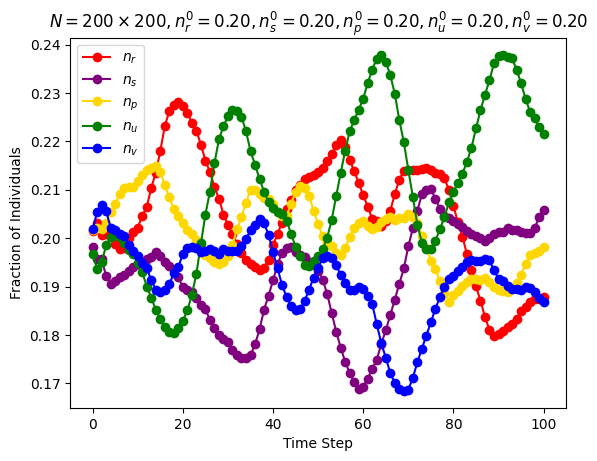 N = 200 × 200, n_r^0 = 0.20, n_s^0 = 0.20, n_p^0 = 0.20, n_u^0 = 0.20, n_v^0 = 0.20
0.24
0.23
0.22
0.21
0.20
0.19
0.18
0.17
Fraction of Individuals
n_r
n_s
n_p
n_u
n_v
0 20 40 60 80 100
Time Step